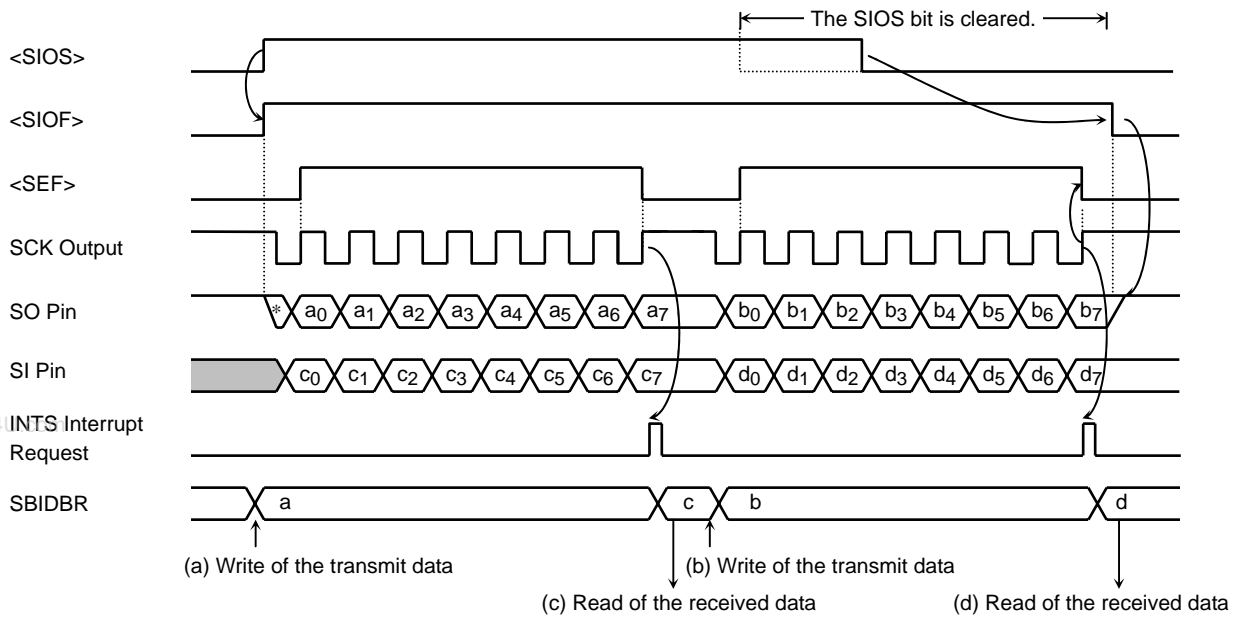 The SIOS bit is cleared.
<SIOS>
<SIOF>
<SEF>
SCK Output
SO Pin
* a0 a1 a2 a3 a4 a5 a6 a7 b0 b1 b2 b3 b4 b5 b6 b7
SI Pin
c0 c1 c2 c3 c4 c5 c6 c7 d0 d1 d2 d3 d4 d5 d6 d7
INTS Interrupt
Request
SBIDBR
a c b d
(a) Write of the transmit data (b) Write of the transmit data
(c) Read of the received data (d) Read of the received data